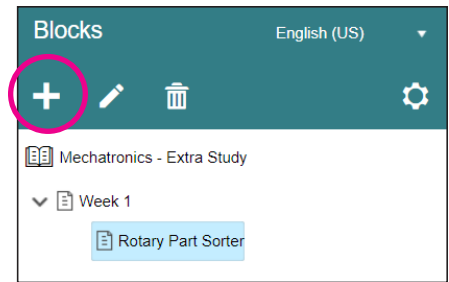 Blocks English (US)
Mechatronics - Extra Study
Week 1
Rotary Part Sorter